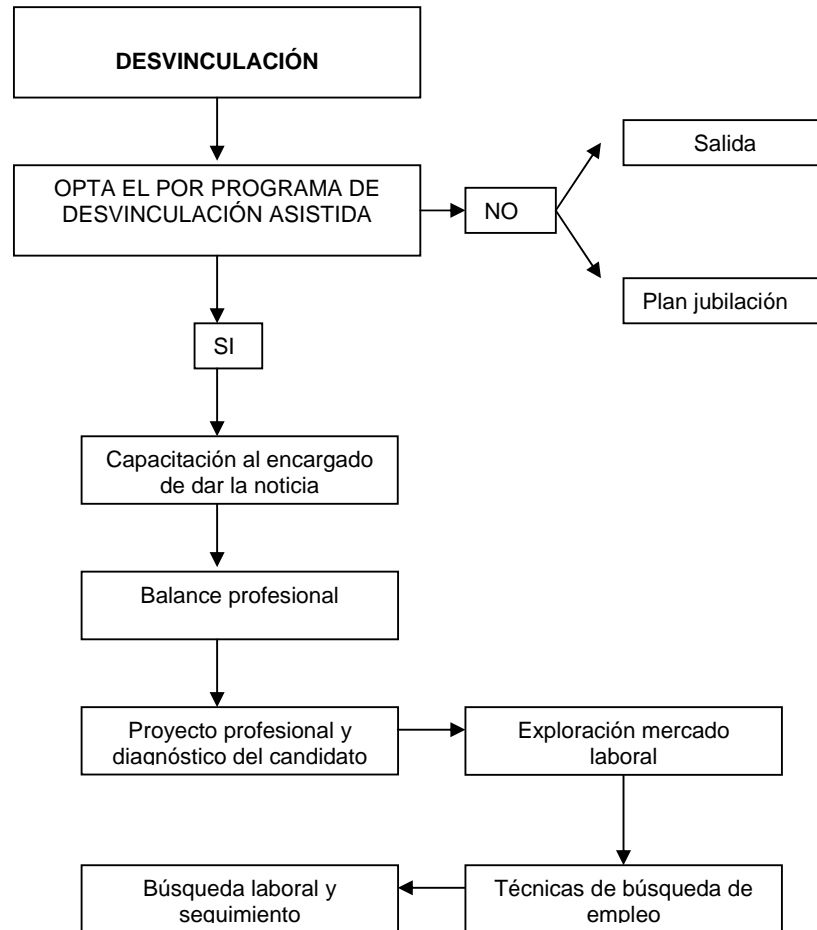 DESVINCULACIÓN
Salida
OPTA EL POR PROGRAMA DE
DESVINCULACIÓN ASISTIDA
NO
Plan jubilación
SI
Capacitación al encargado
de dar la noticia
Balance profesional
Proyecto profesional y
diagnóstico del candidato
Exploración mercado
laboral
Búsqueda laboral y
seguimiento
Técnicas de búsqueda de
empleo